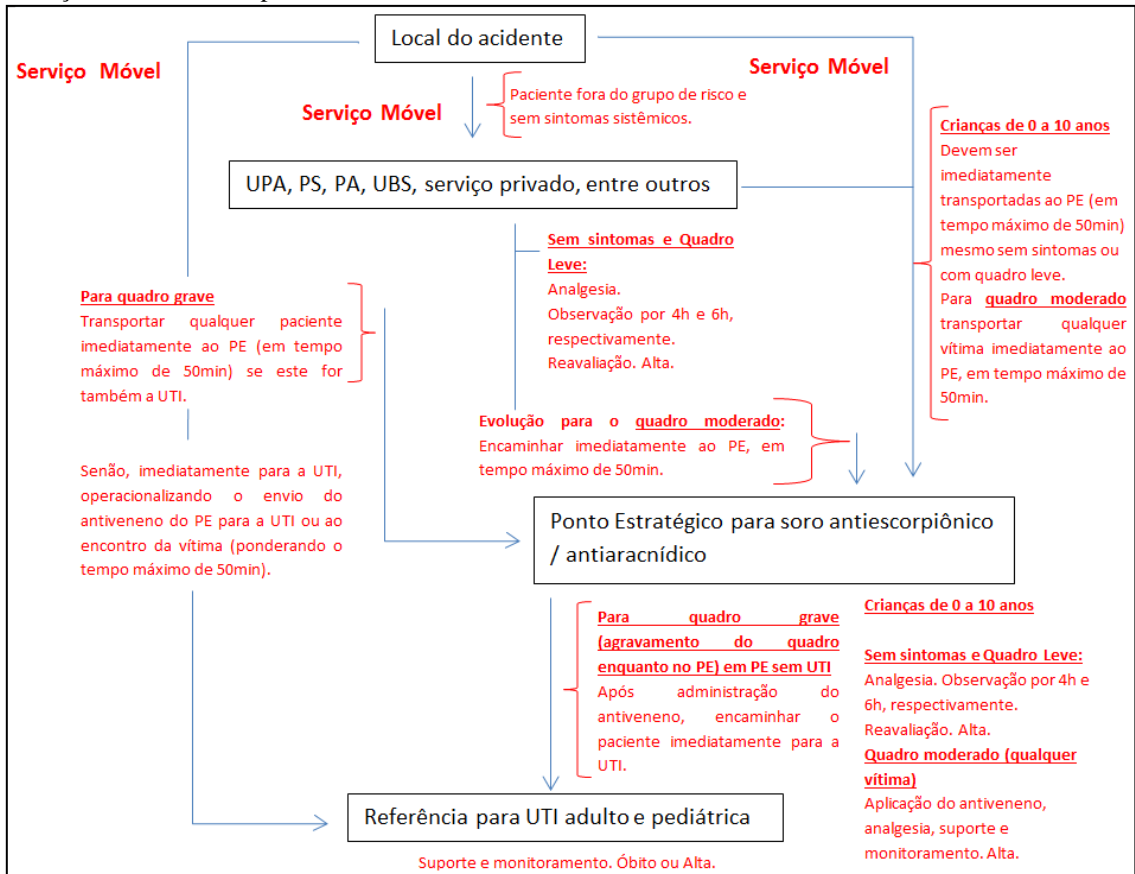 Local do acidente
Serviço Móvel
Serviço Móvel
Serviço Móvel
Paciente fora do grupo de risco e
sem sintomas sistêmicos.
UPA, PS, PA, UBS, serviço privado, entre outros
Crianças de 0 a 10 anos
Devem ser
imediatamente
transportadas ao PE (em
tempo máximo de 50min)
mesmo sem sintomas ou
com quadro leve.
Para quadro moderado
transportar qualquer
vítima imediatamente ao
PE, em tempo máximo de
50min.
Sem sintomas e Quadro
Leve:
Analgesia.
Observação por 4h e 6h,
respectivamente.
Reavaliação. Alta.
Para quadro grave
Transportar qualquer paciente
imediatamente ao PE (em tempo
máximo de 50min) se este for
também a UTI.
Evolução para o quadro moderado:
Encaminhar imediatamente ao PE, em
tempo máximo de 50min.
Senão, imediatamente para a UTI,
operacionalizando o envio do
antiveneno do PE para a UTI ou ao
encontro da vítima (ponderando o
tempo máximo de 50min).
Ponto Estratégico para soro antiescorpiônico
/ antiaracnídico
Para quadro grave
(agravamento do quadro
enquanto no PE) em PE sem UTI
Após administração do
antiveneno, encaminhar o
paciente imediatamente para a
UTI.
Crianças de 0 a 10 anos
Sem sintomas e Quadro Leve:
Analgesia. Observação por 4h e
6h, respectivamente.
Reavaliação. Alta.
Quadro moderado (qualquer
vítima)
Aplicação do antiveneno,
analgesia, suporte e
monitoramento. Alta.
Referência para UTI adulto e pediátrica
Suporte e monitoramento. Óbito ou Alta.